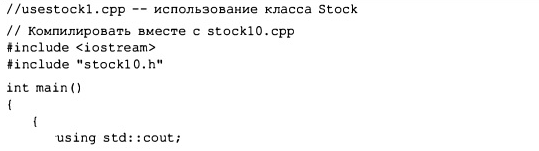 //usestock1.cpp -- использование класса Stock
// Компилировать вместе с stock10.cpp
#include <iostream>
#include "stock10.h"
int main()
{
{
using std::cout;